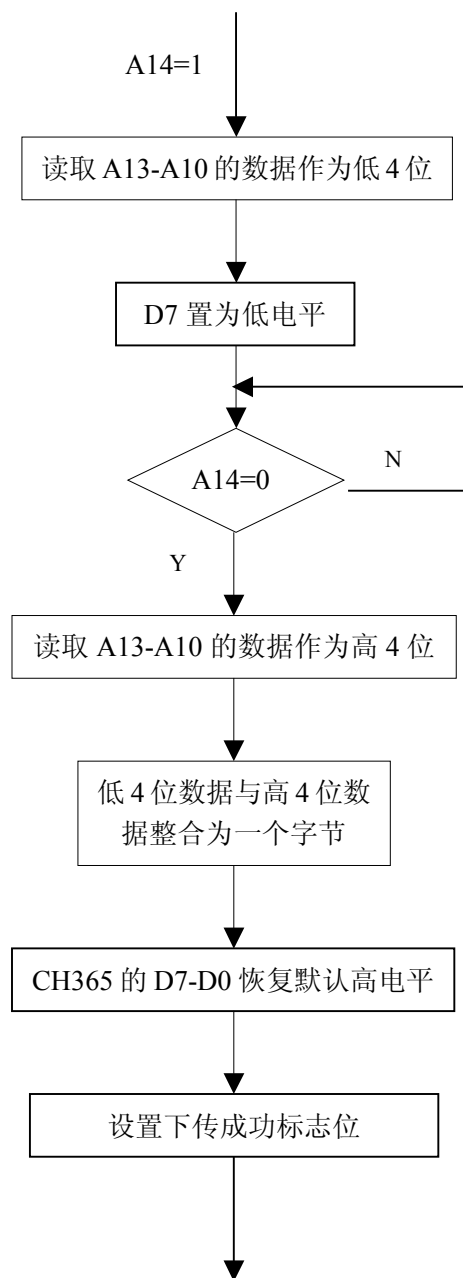 A14=1
读取 A13-A10 的数据作为低 4 位
D7 置为低电平
A14=0
N
Y
读取 A13-A10 的数据作为高 4 位
低 4 位数据与高 4 位数
据整合为一个字节
CH365 的 D7-D0 恢复默认高电平
设置下传成功标志位